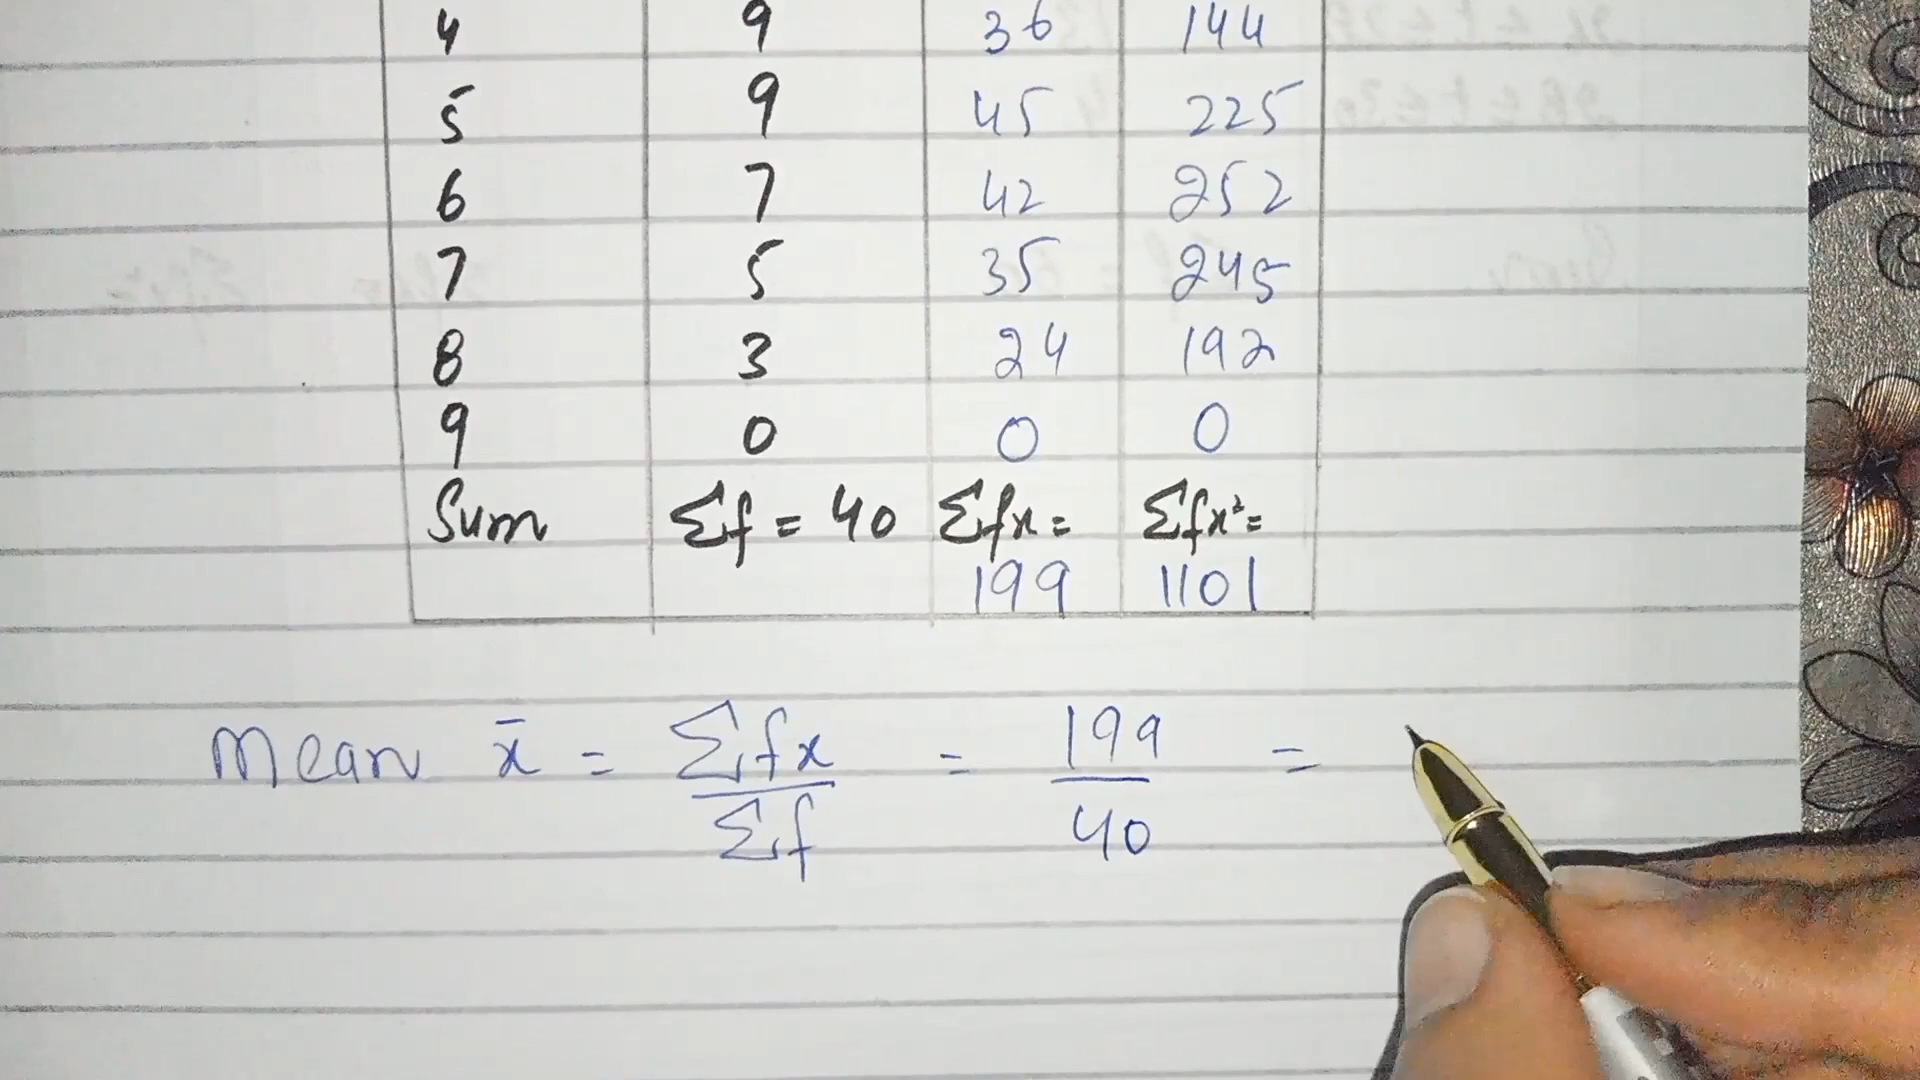 4 9 36 144
5 9 45 225
6 7 42 252
7 5 35 245
8 3 24 192
9 0 0 0
Sum Σf = 40 Σfx = Σfx² =
199 1101
Mean x̄ = Σfx / Σf = 199 / 40 =